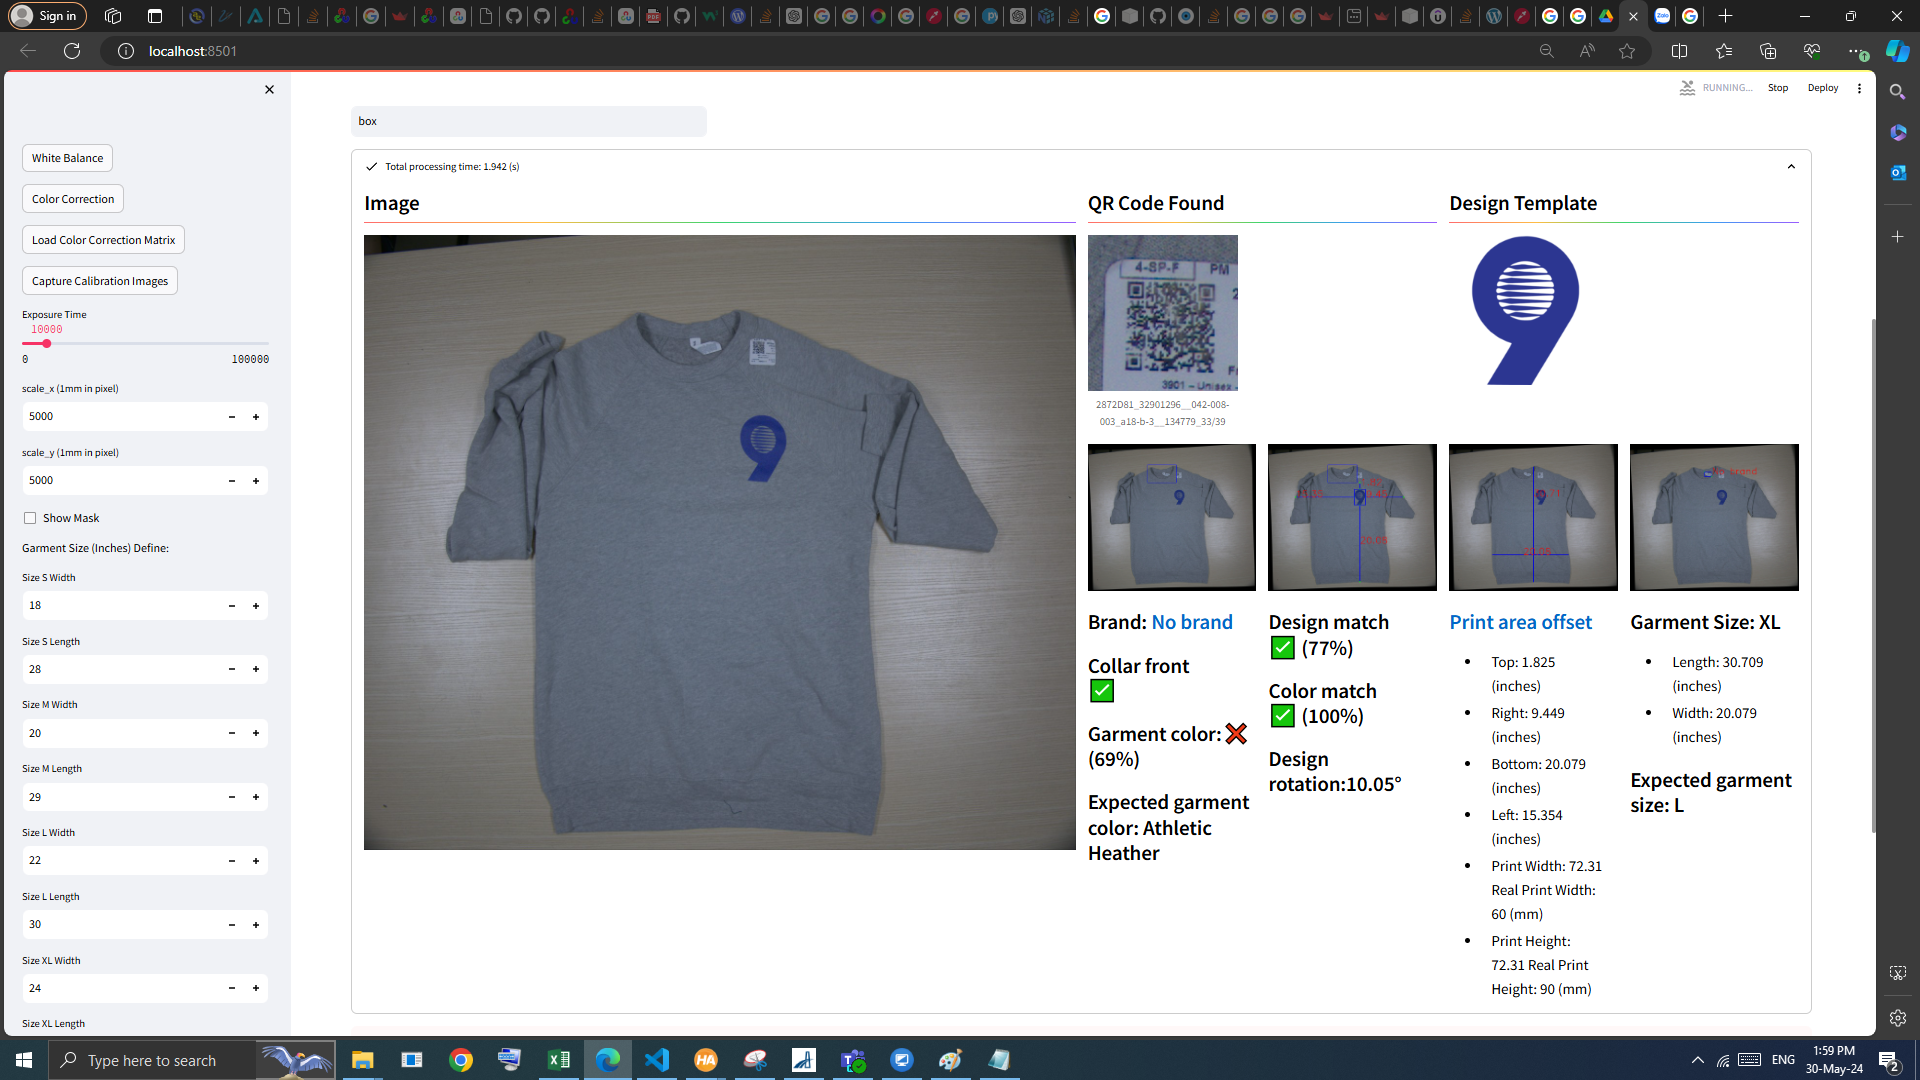 Sign in
localhost:8501
RUNNING...
Stop
Deploy
White Balance
Color Correction
Load Color Correction Matrix
Capture Calibration Images
Exposure Time
10000
0
100000
scale_x (1mm in pixel)
5000
scale_y (1mm in pixel)
5000
Show Mask
Garment Size (Inches) Define:
Size S Width
18
Size S Length
28
Size M Width
20
Size M Length
29
Size L Width
22
Size L Length
30
Size XL Width
24
Size XL Length
box
Total processing time: 1.942 (s)
Image
QR Code Found
Design Template
4-SP-F
PM
3901 - Unisex
2872D81_32901296__042-008-
003_a18-b-3__134779_33/39
9
Brand: No brand
Collar front
Garment color:
(69%)
Expected garment
color: Athletic
Heather
Design match
(77%)
Color match
(100%)
Design
rotation:10.05°
Print area offset
Top: 1.825
(inches)
Right: 9.449
(inches)
Bottom: 20.079
(inches)
Left: 15.354
(inches)
Print Width: 72.31
Real Print Width:
60 (mm)
Print Height:
72.31 Real Print
Height: 90 (mm)
Garment Size: XL
Length: 30.709
(inches)
Width: 20.079
(inches)
Expected garment
size: L
Type here to search
ENG
1:59 PM
30-May-24
2